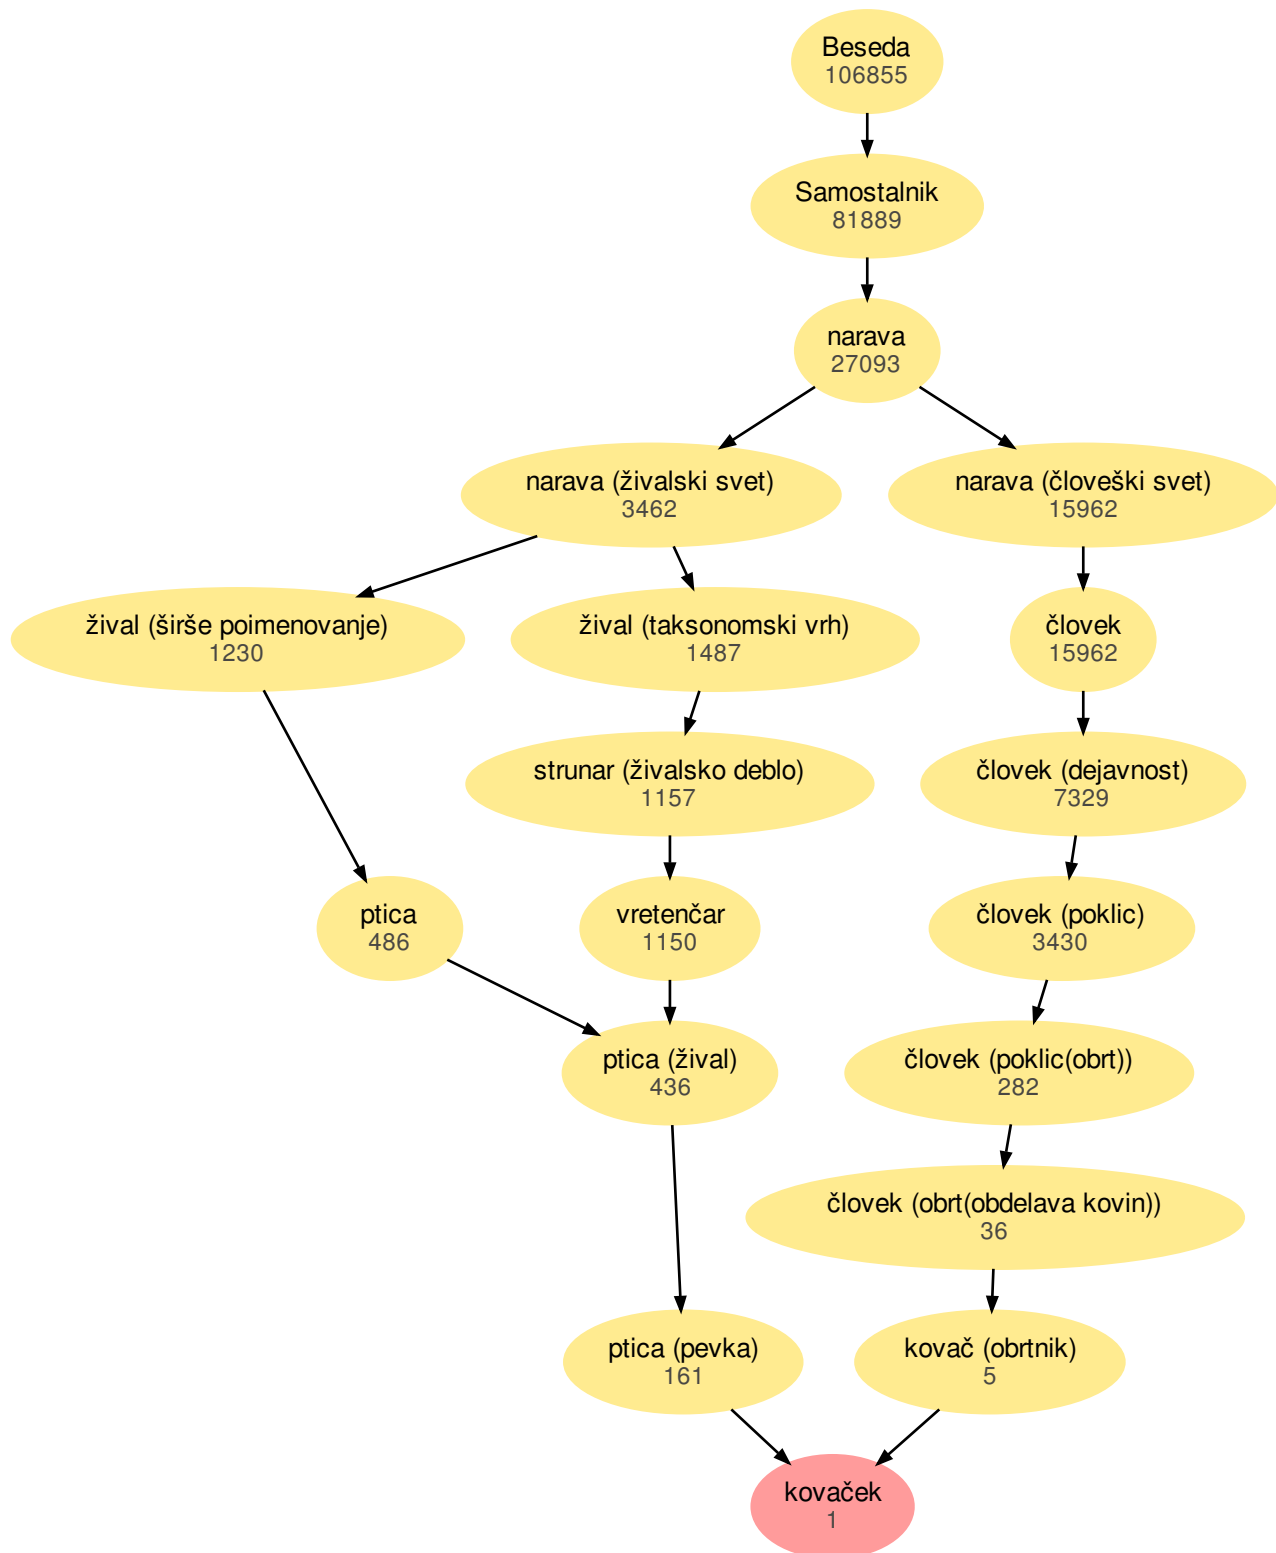 Beseda
106855
Samostalnik
81889
narava
27093
narava (živalski svet)
3462
narava (človeški svet)
15962
žival (širše poimenovanje)
1230
žival (taksonomski vrh)
1487
človek
15962
strunar (živalsko deblo)
1157
človek (dejavnost)
7329
ptica
486
vretenčar
1150
človek (poklic)
3430
ptica (žival)
436
človek (poklic(obrt))
282
človek (obrt(obdelava kovin))
36
ptica (pevka)
161
kovač (obrtnik)
5
kovaček
1